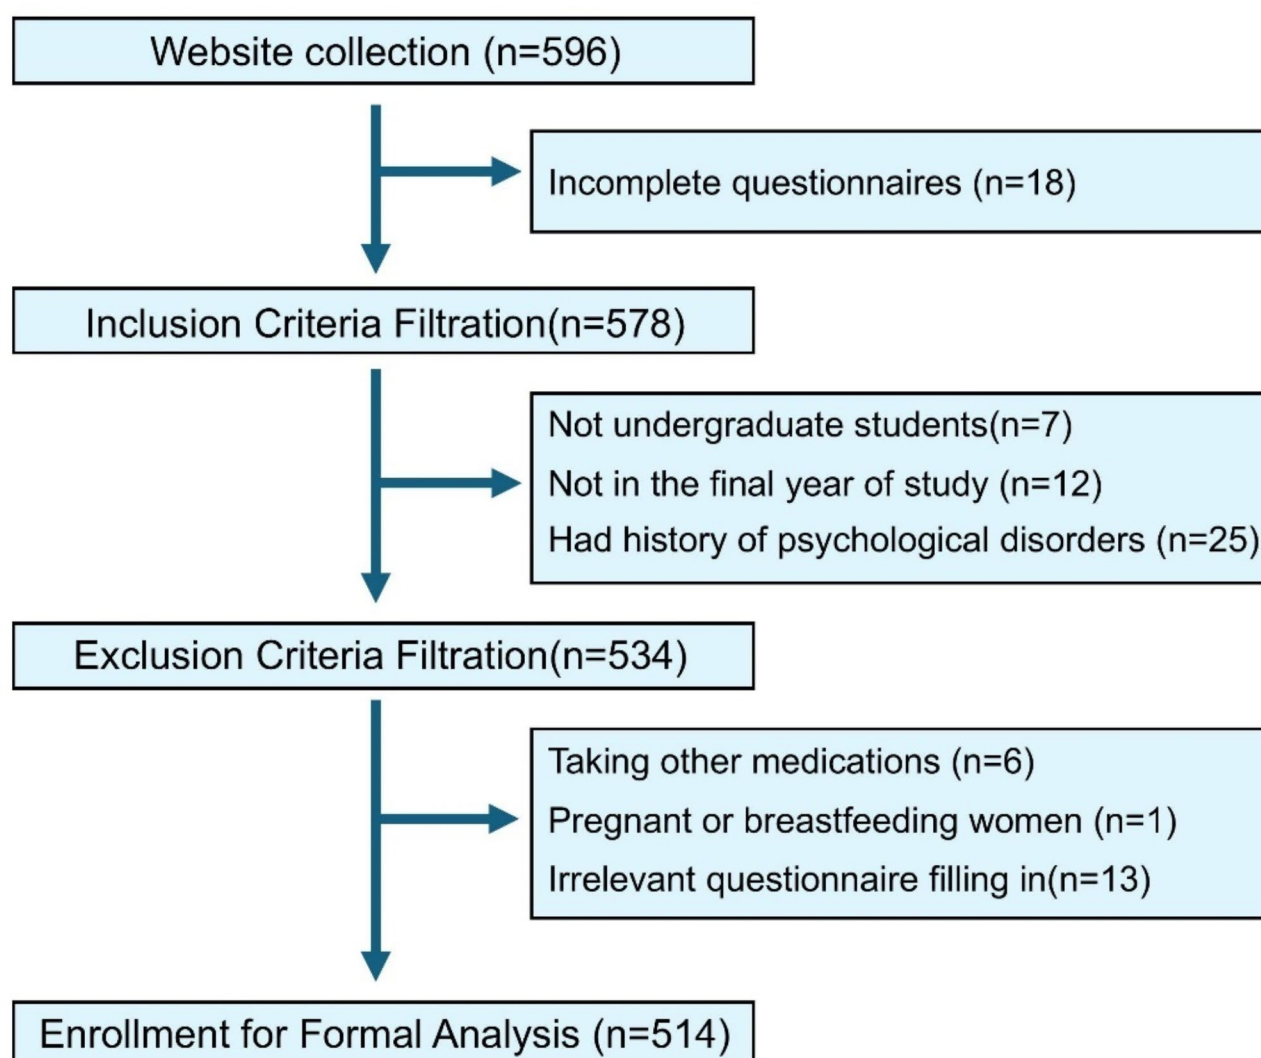 Website collection (n=596)
Incomplete questionnaires (n=18)
Inclusion Criteria Filtration(n=578)
Not undergraduate students(n=7)
Not in the final year of study (n=12)
Had history of psychological disorders (n=25)
Exclusion Criteria Filtration(n=534)
Taking other medications (n=6)
Pregnant or breastfeeding women (n=1)
Irrelevant questionnaire filling in(n=13)
Enrollment for Formal Analysis (n=514)